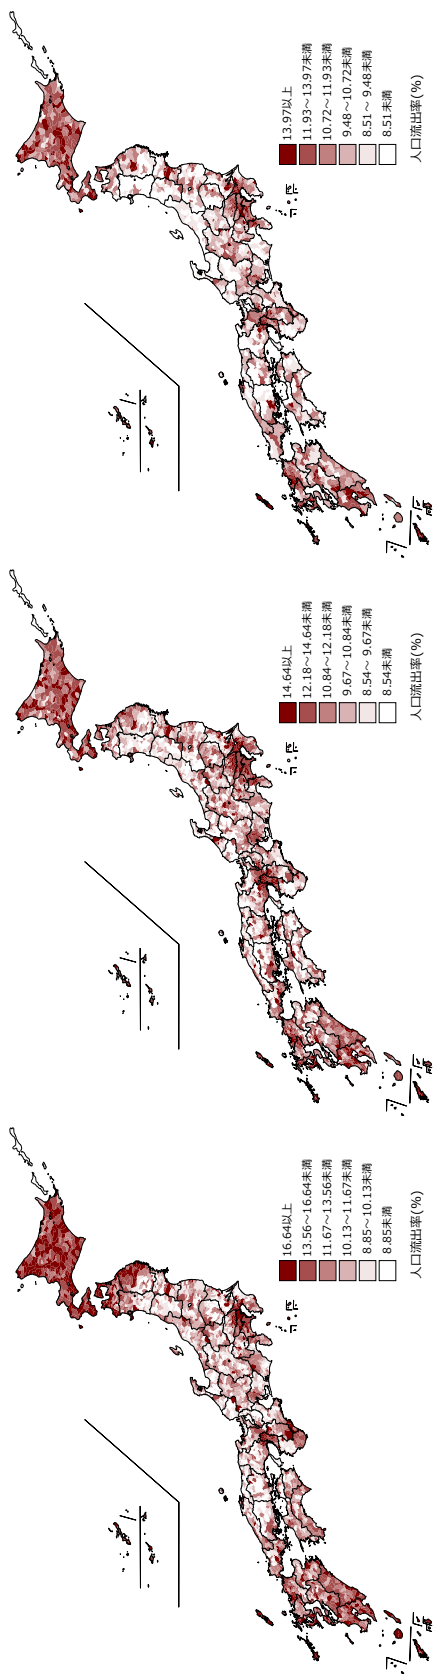 13.97以上
11.93～13.97未満
10.72～11.93未満
9.48～10.72未満
8.51～ 9.48未満
8.51未満
人口流出率(%)
14.64以上
12.18～14.64未満
10.84～12.18未満
9.67～10.84未満
8.54～ 9.67未満
8.54未満
人口流出率(%)
16.64以上
13.56～16.64未満
11.67～13.56未満
10.13～11.67未満
8.85～10.13未満
8.85未満
人口流出率(%)